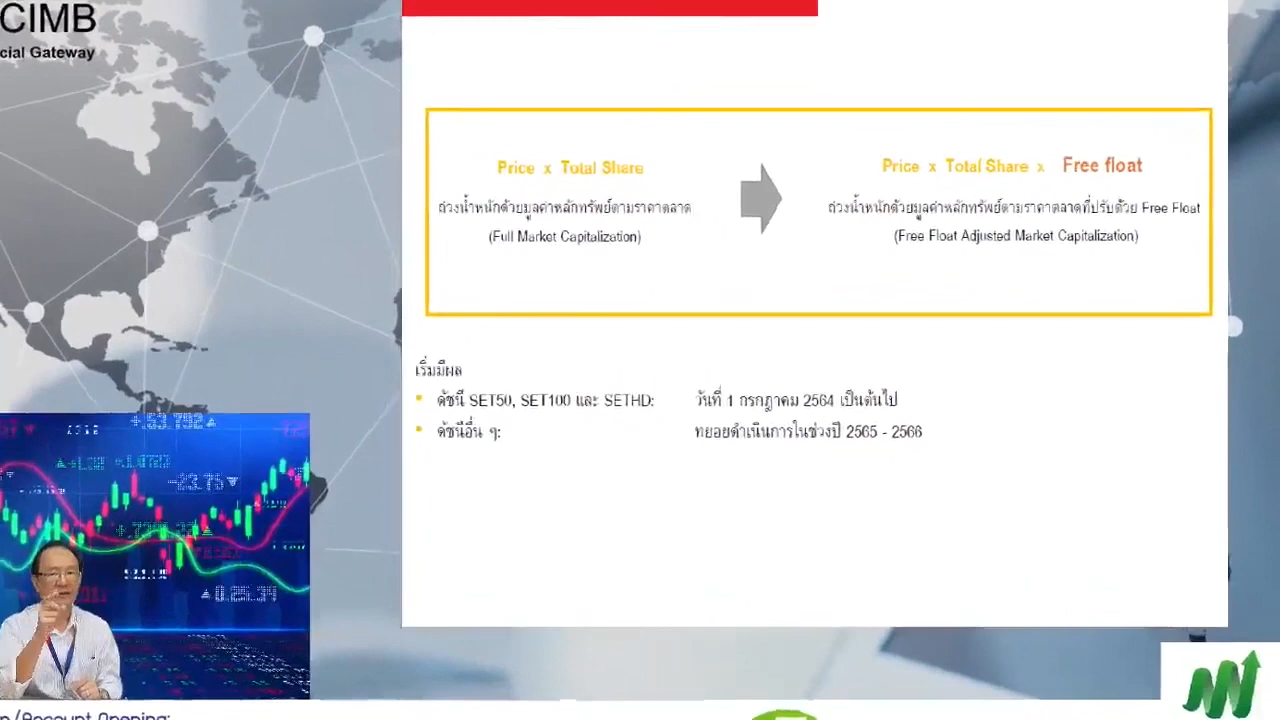 CIMB
cial Gateway
Price x Total Share
ถ่วงน้ำหนักด้วยมูลค่าหลักทรัพย์ตามราคาตลาด
(Full Market Capitalization)
Price x Total Share x Free float
ถ่วงน้ำหนักด้วยมูลค่าหลักทรัพย์ตามราคาตลาดที่ปรับด้วย Free Float
(Free Float Adjusted Market Capitalization)
เริ่มมีผล
ดัชนี SET50, SET100 และ SETHD: วันที่ 1 กรกฎาคม 2564 เป็นต้นไป
ดัชนีอื่น ๆ: ทยอยดำเนินการในช่วงปี 2565 - 2566
-23.75
/Account Opening: